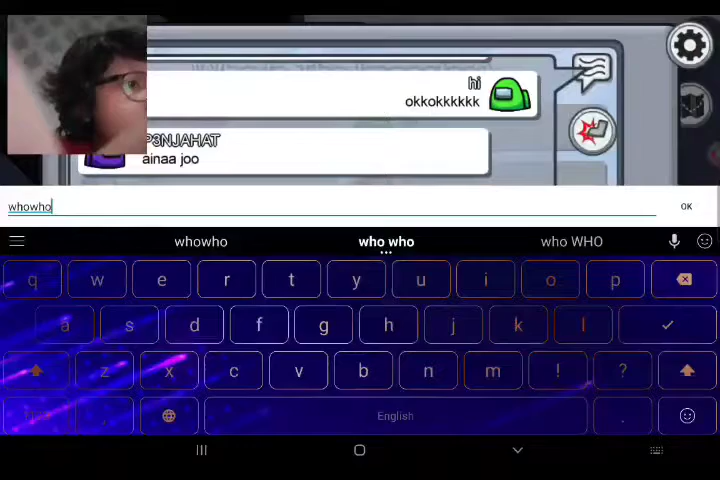 hi
okkokkkkkk
P3NJAHAT
ainaa joo
whowho
OK
whowho
who who
who WHO
q w e r t y u i o p
a s d f g h j k l
z x c v b n m ! ?
, English .